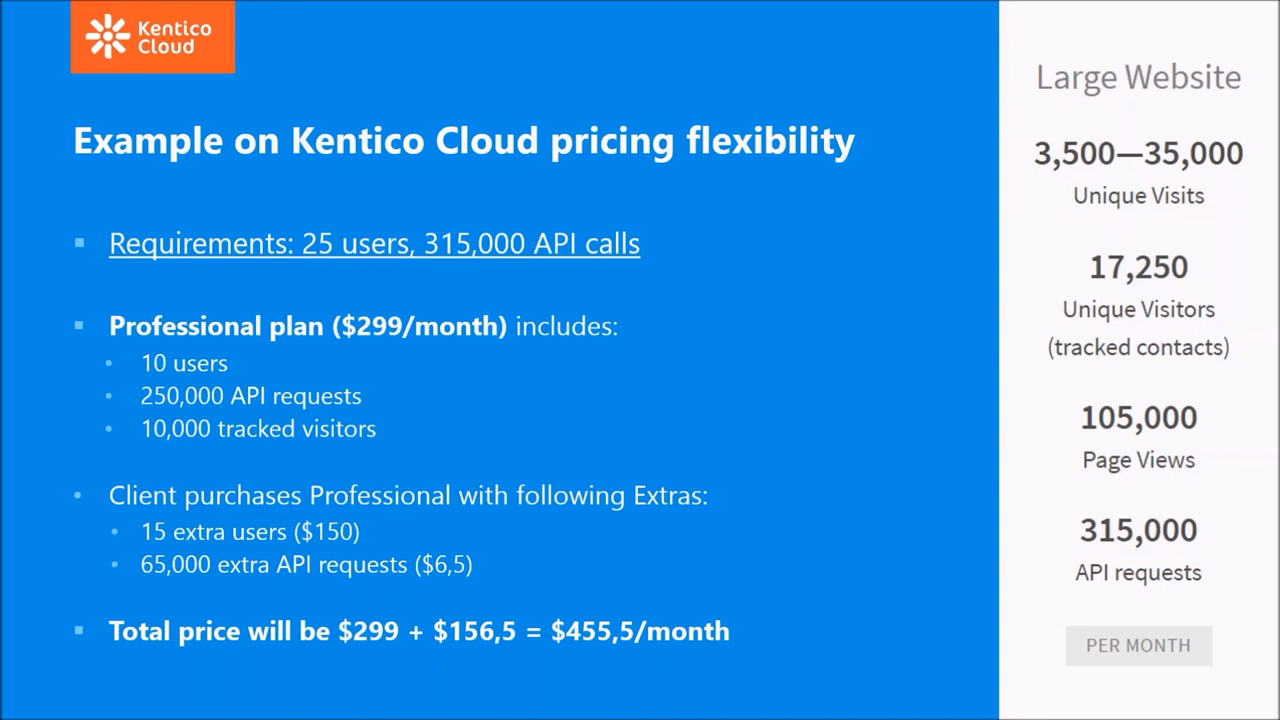 Kentico
Cloud
Example on Kentico Cloud pricing flexibility
Requirements: 25 users, 315,000 API calls
Professional plan ($299/month) includes:
10 users
250,000 API requests
10,000 tracked visitors
Client purchases Professional with following Extras:
15 extra users ($150)
65,000 extra API requests ($6,5)
Total price will be $299 + $156,5 = $455,5/month
Large Website
3,500—35,000
Unique Visits
17,250
Unique Visitors
(tracked contacts)
105,000
Page Views
315,000
API requests
PER MONTH